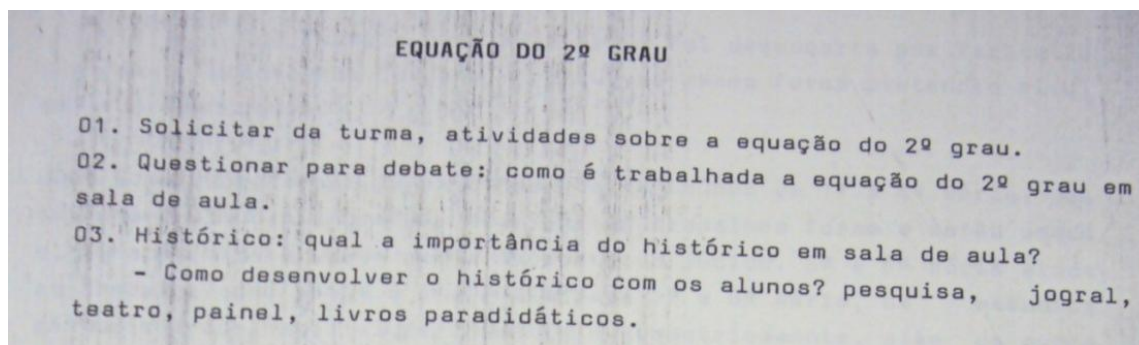 EQUAÇÃO DO 2º GRAU
01. Solicitar da turma, atividades sobre a equação do 2º grau.
02. Questionar para debate: como é trabalhada a equação do 2º grau em
sala de aula.
03. Histórico: qual a importância do histórico em sala de aula?
- Como desenvolver o histórico com os alunos? pesquisa, jogral,
teatro, painel, livros paradidáticos.